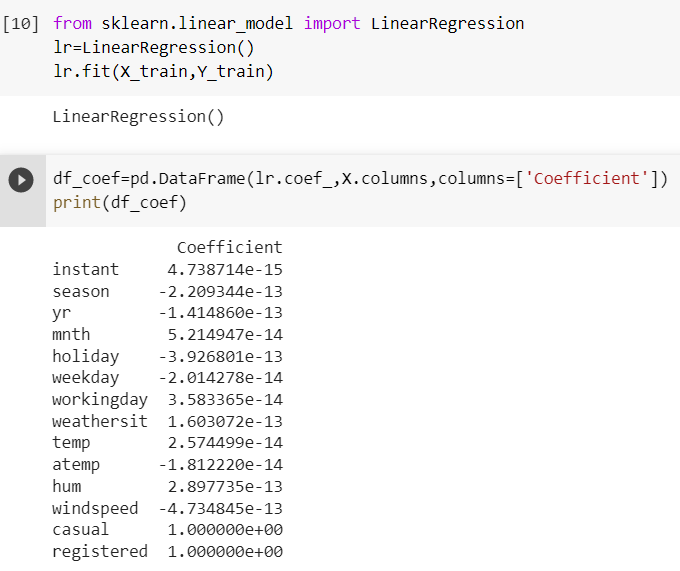 [10] from sklearn.linear_model import LinearRegression
lr=LinearRegression()
lr.fit(X_train,Y_train)
LinearRegression()
df_coef=pd.DataFrame(lr.coef_,X.columns,columns=['Coefficient'])
print(df_coef)
Coefficient
instant 4.738714e-15
season -2.209344e-13
yr -1.414860e-13
mnth 5.214947e-14
holiday -3.926801e-13
weekday -2.014278e-14
workingday 3.583365e-14
weathersit 1.603072e-13
temp 2.574499e-14
atemp -1.812220e-14
hum 2.897735e-13
windspeed -4.734845e-13
casual 1.000000e+00
registered 1.000000e+00